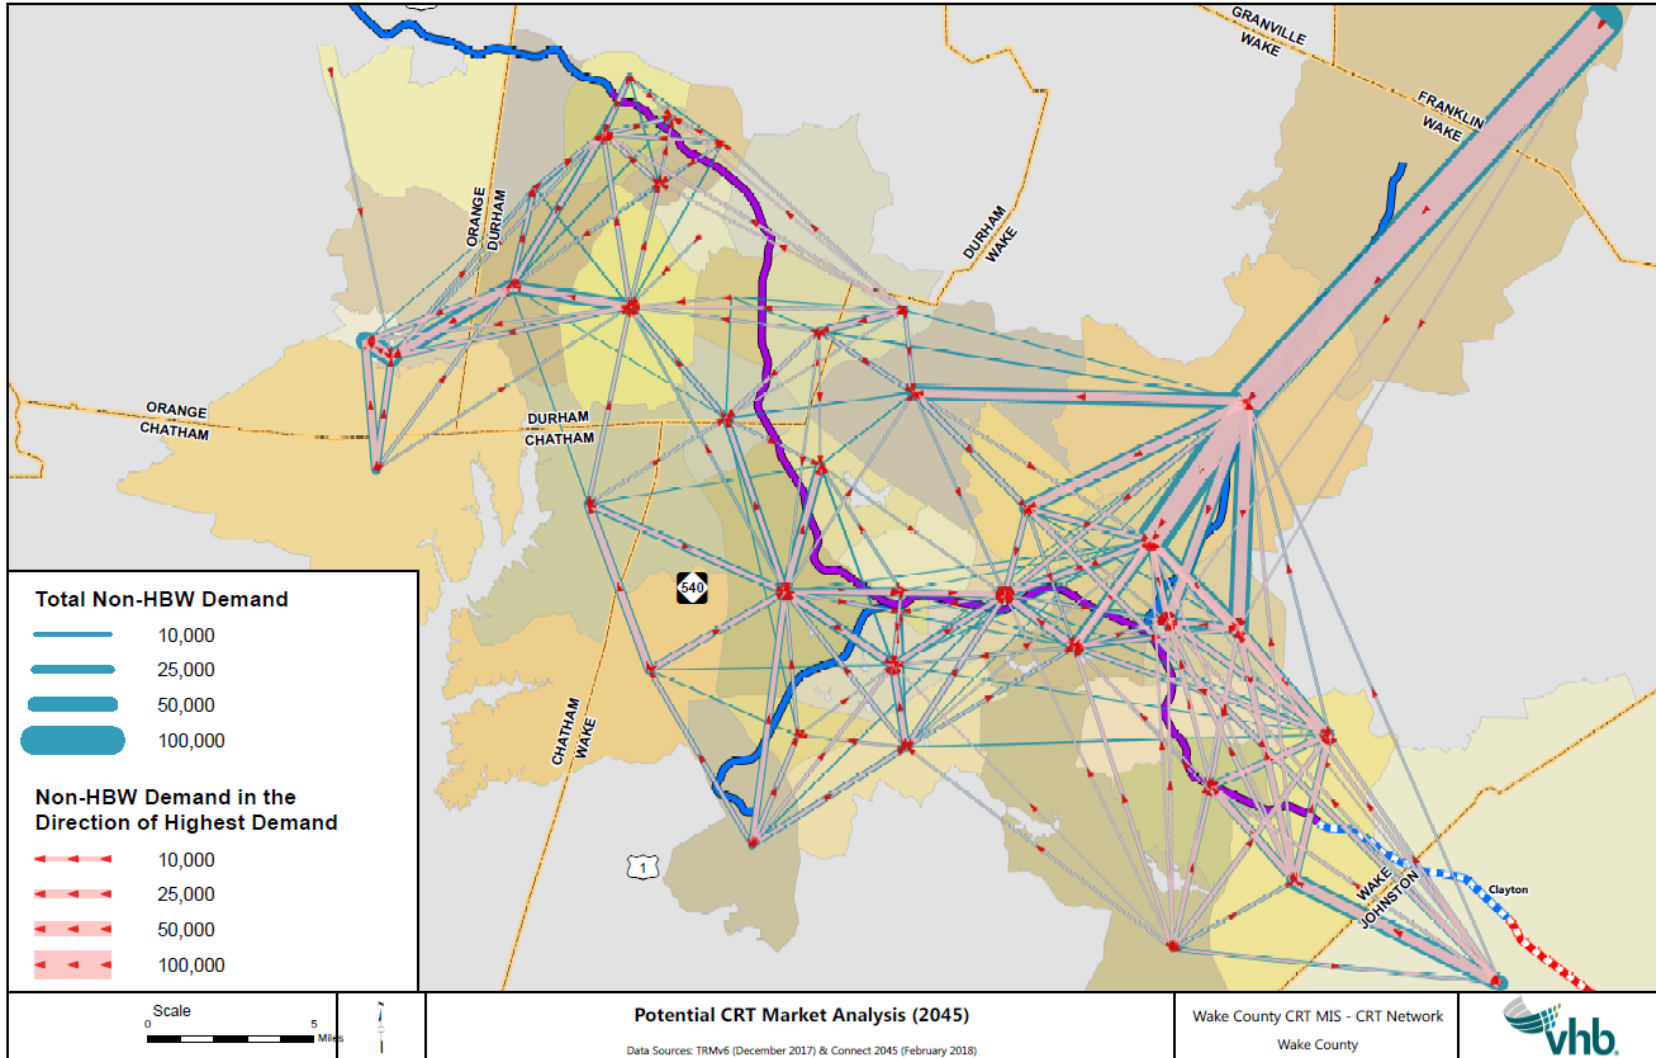 GRANVILLE
WAKE
FRANKLIN
WAKE
ORANGE
DURHAM
DURHAM
WAKE
ORANGE
CHATHAM
DURHAM
CHATHAM
540
CHATHAM
WAKE
1
WAKE
JOHNSTON
Clayton
Total Non-HBW Demand
10,000
25,000
50,000
100,000
Non-HBW Demand in the
Direction of Highest Demand
10,000
25,000
50,000
100,000
Scale
0 5
Miles
Potential CRT Market Analysis (2045)
Data Sources: TRMv6 (December 2017) & Connect 2045 (February 2018)
Wake County CRT MIS - CRT Network
Wake County
vhb